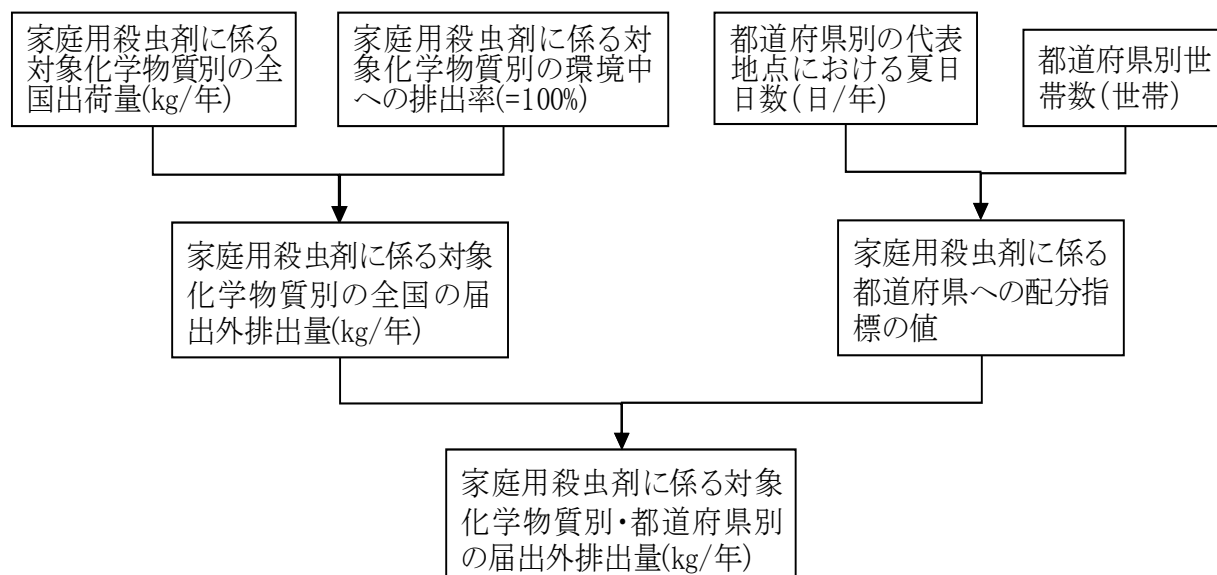 家庭用殺虫剤に係る
対象化学物質別の全
国出荷量(kg/年)
家庭用殺虫剤に係る対
象化学物質別の環境中
への排出率(=100%)
都道府県別の代表
地点における夏日
日数(日/年)
都道府県別世
帯数(世帯)
家庭用殺虫剤に係る対象
化学物質別の全国の届
出外排出量(kg/年)
家庭用殺虫剤に係る
都道府県への配分指
標の値
家庭用殺虫剤に係る対象
化学物質別・都道府県別
の届出外排出量(kg/年)